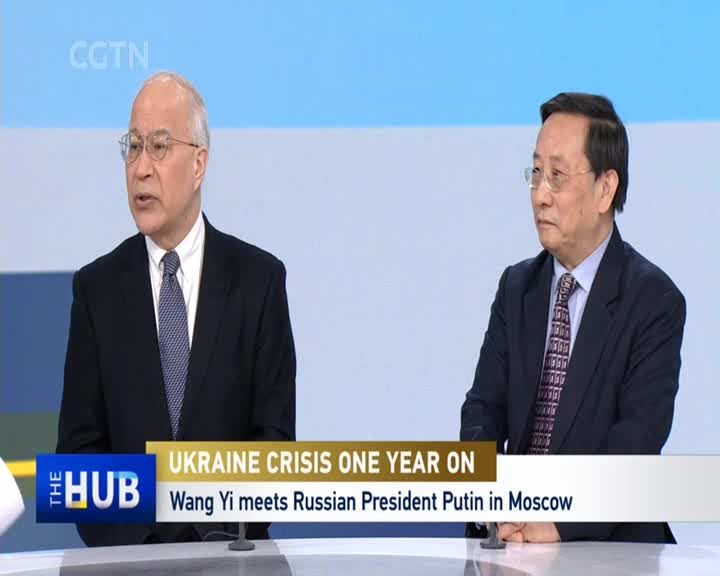 CGTN
UKRAINE CRISIS ONE YEAR ON
THE HUB
Wang Yi meets Russian President Putin in Moscow